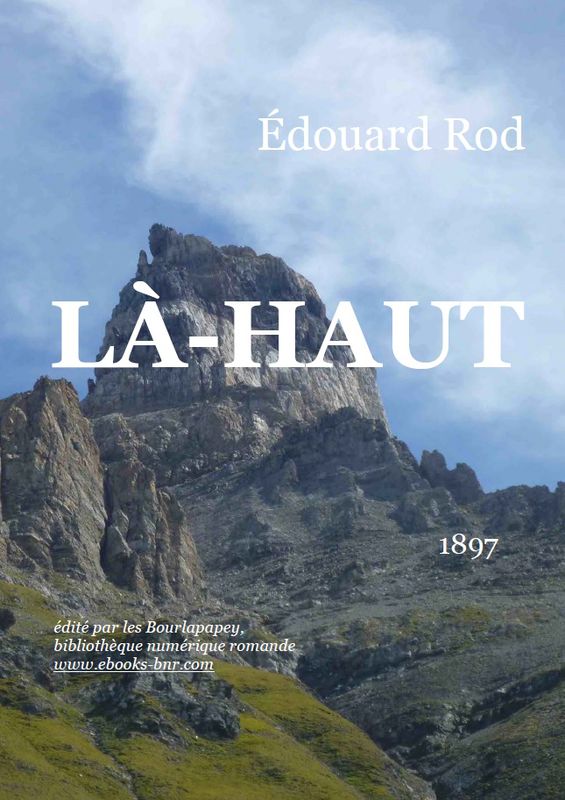 Édouard Rod
LÀ-HAUT
1897
édité par les Bourlapapey,
bibliothèque numérique romande
www.ebooks-bnr.com